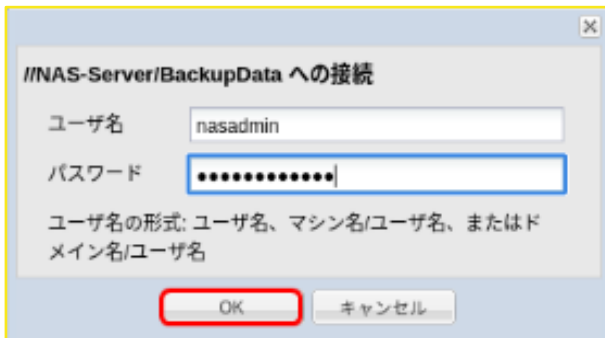 //NAS-Server/BackupData への接続
ユーザ名
nasadmin
パスワード
●●●●●●●●●●●●
ユーザ名の形式: ユーザ名、マシン名/ユーザ名、またはド
メイン名/ユーザ名
OK
キャンセル